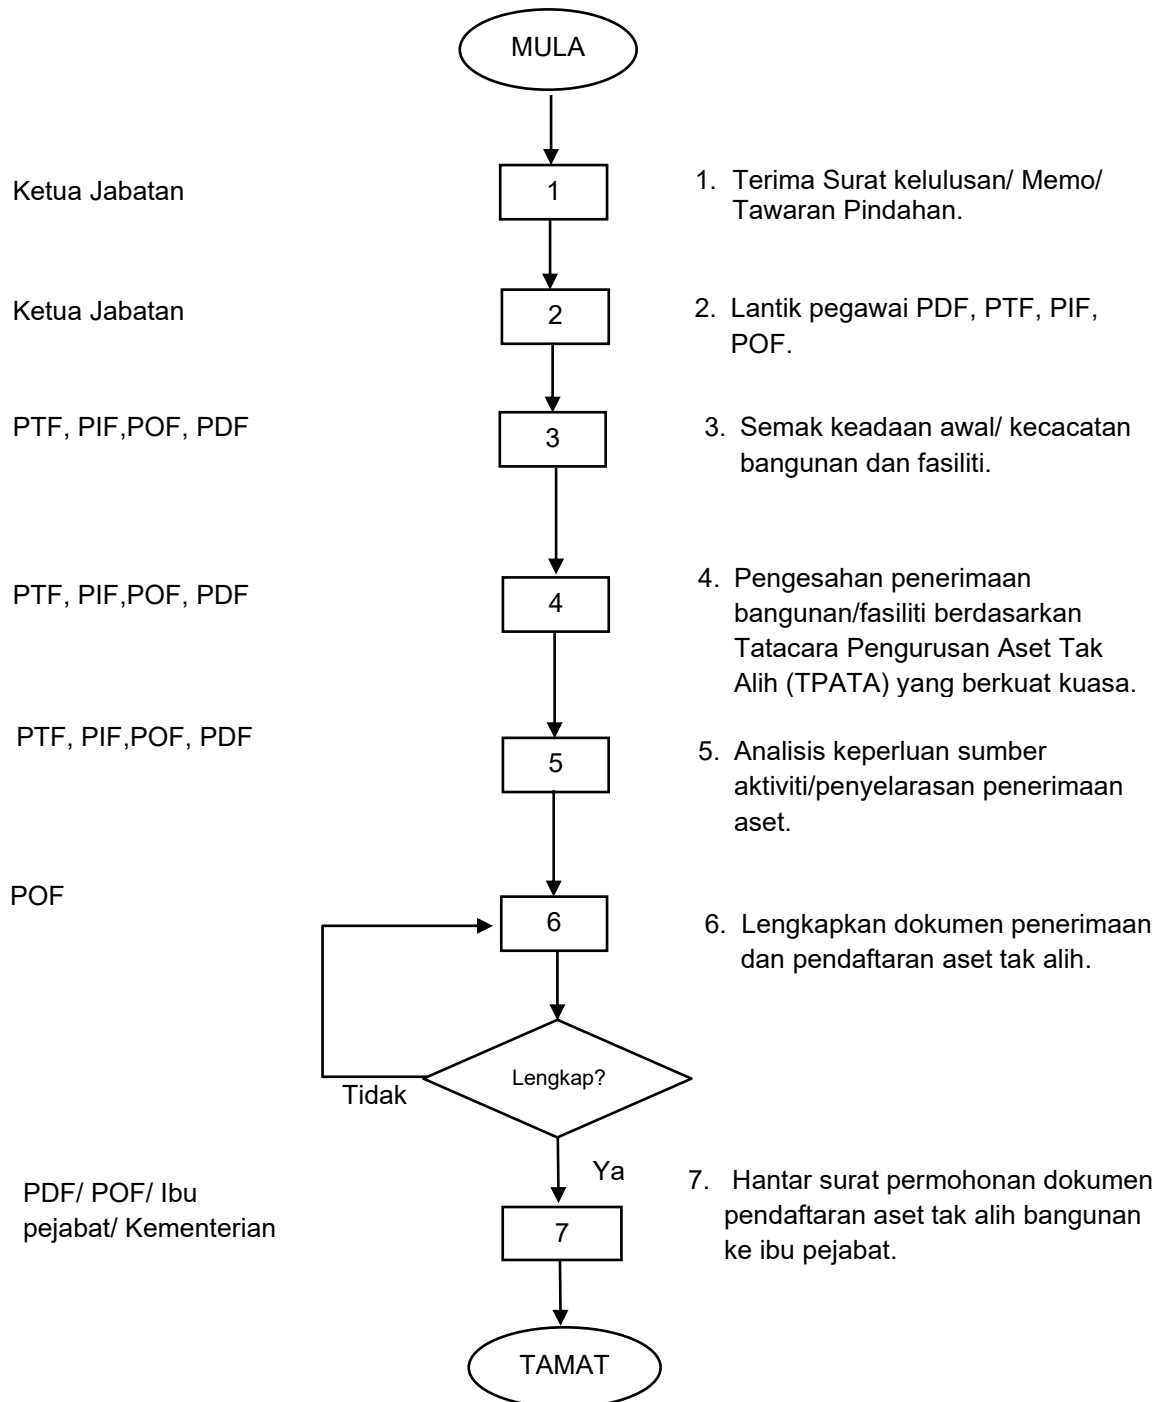 MULA
Ketua Jabatan
1
1. Terima Surat kelulusan/ Memo/
Tawaran Pindahan.
Ketua Jabatan
2
2. Lantik pegawai PDF, PTF, PIF,
POF.
PTF, PIF,POF, PDF
3
3. Semak keadaan awal/ kecacatan
bangunan dan fasiliti.
PTF, PIF,POF, PDF
4
4. Pengesahan penerimaan
bangunan/fasiliti berdasarkan
Tatacara Pengurusan Aset Tak
Alih (TPATA) yang berkuat kuasa.
PTF, PIF,POF, PDF
5
5. Analisis keperluan sumber
aktiviti/penyelarasan penerimaan
aset.
POF
6
6. Lengkapkan dokumen penerimaan
dan pendaftaran aset tak alih.
Lengkap?
Tidak
Ya
PDF/ POF/ Ibu
pejabat/ Kementerian
7
7. Hantar surat permohonan dokumen
pendaftaran aset tak alih bangunan
ke ibu pejabat.
TAMAT